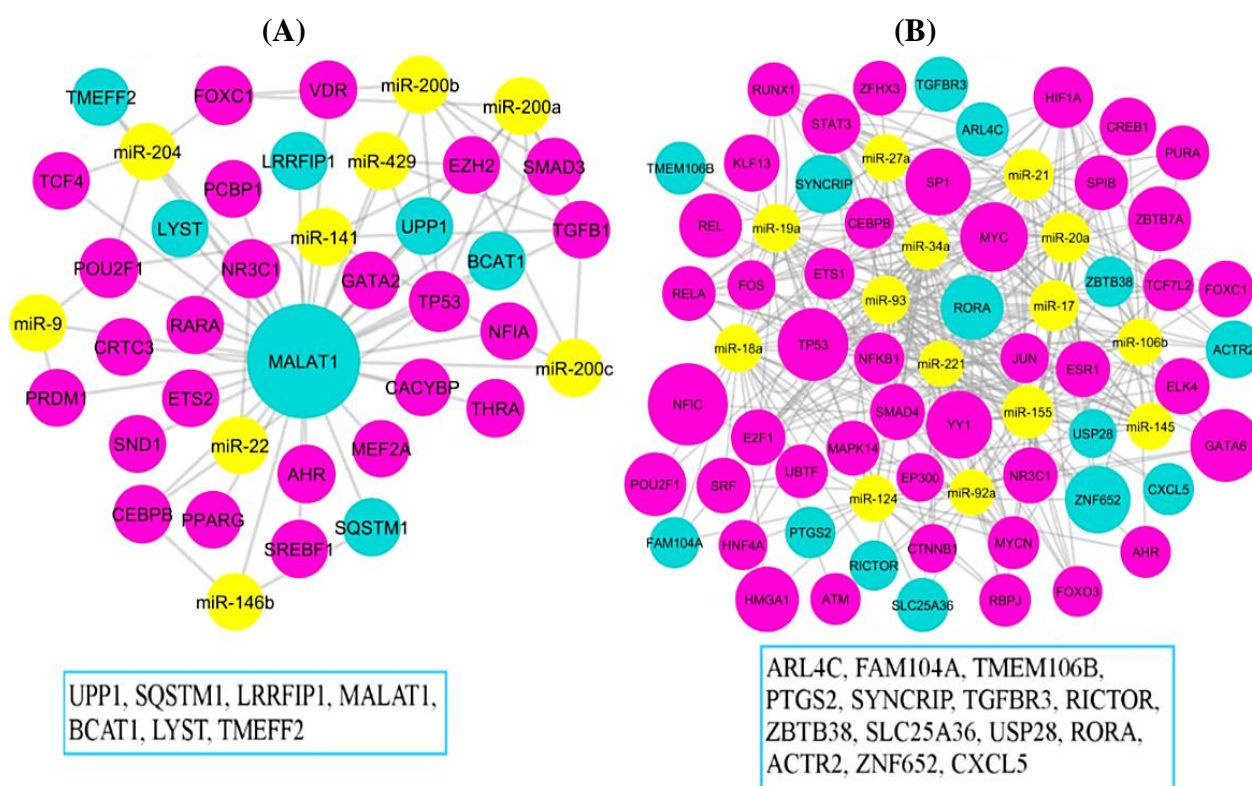 (A)
(B)
TMEFF2
FOXC1
VDR
miR-200b
miR-200a
miR-204
LRRFIP1
miR-429
EZH2
SMAD3
TCF4
PCBP1
LYST
miR-141
UPP1
TGFB1
POU2F1
NR3C1
GATA2
BCAT1
TP53
miR-9
RARA
NFIA
CRTC3
MALAT1
miR-200c
PRDM1
ETS2
CACYBP
THRA
SND1
miR-22
MEF2A
AHR
CEBPB
PPARG
SREBF1
SQSTM1
miR-146b
UPP1, SQSTM1, LRRFIP1, MALAT1,
BCAT1, LYST, TMEFF2
RUNX1
ZFHX3
TGFBR3
HIF1A
STAT3
ARL4C
CREB1
TMEM106B
KLF13
miR-27a
miR-21
PURA
SYNCRIP
SP1
SPIB
REL
miR-19a
CEBPB
miR-34a
MYC
miR-20a
ZBTB7A
RELA
FOS
ETS1
miR-93
RORA
miR-17
ZBTB38
TCF7L2
FOXC1
miR-18a
TP53
NFKB1
miR-221
JUN
ESR1
miR-106b
ACTR2
NFIC
SMAD4
YY1
miR-155
USP28
miR-145
ELK4
E2F1
MAPK14
GATA6
POU2F1
SRF
UBTF
EP300
miR-92a
NR3C1
ZNF652
CXCL5
miR-124
FAM104A
HNF4A
PTGS2
RICTOR
CTNNB1
MYCN
AHR
HMGA1
ATM
SLC25A36
RBPJ
FOXO3
ARL4C, FAM104A, TMEM106B,
PTGS2, SYNCRIP, TGFBR3, RICTOR,
ZBTB38, SLC25A36, USP28, RORA,
ACTR2, ZNF652, CXCL5